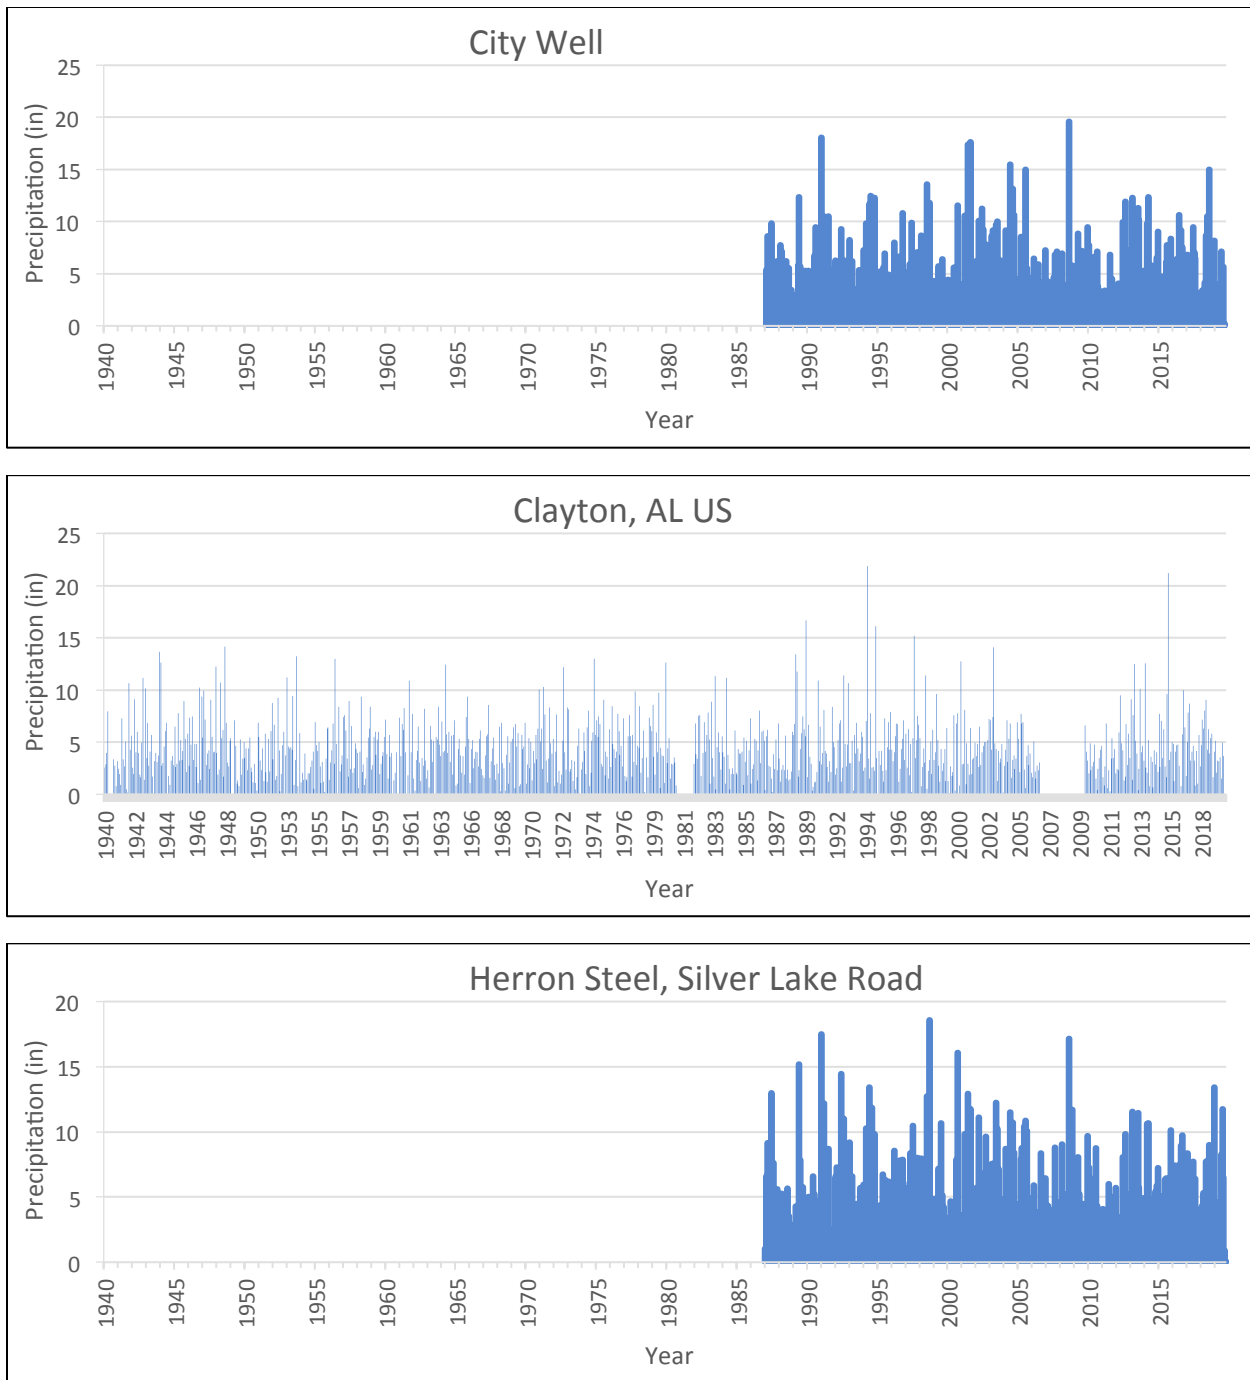 City Well
Precipitation (in)
25
20
15
10
5
0
1940 1945 1950 1955 1960 1965 1970 1975 1980 1985 1990 1995 2000 2005 2010 2015
Year
Clayton, AL US
Precipitation (in)
25
20
15
10
5
0
1940 1942 1944 1946 1948 1950 1953 1955 1957 1959 1961 1963 1966 1968 1970 1972 1974 1976 1979 1981 1983 1985 1987 1989 1992 1994 1996 1998 2000 2002 2005 2007 2009 2011 2013 2015 2018
Year
Herron Steel, Silver Lake Road
Precipitation (in)
20
15
10
5
0
1940 1945 1950 1955 1960 1965 1970 1975 1980 1985 1990 1995 2000 2005 2010 2015
Year